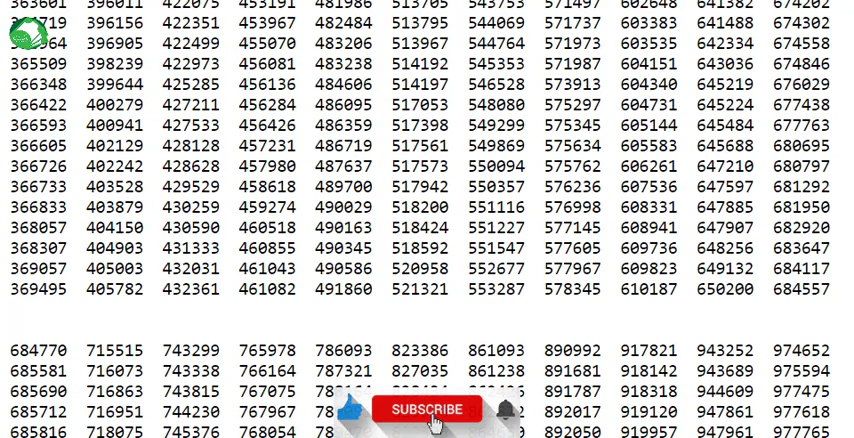 363601 396011 422075 453191 481986 513705 543753 571497 602648 641382 674202
719 396156 422351 453967 482484 513795 544069 571737 603383 641488 674302
364 396905 422499 455070 483206 513967 544764 571973 603535 642334 674558
365509 398239 422973 456081 483238 514192 545353 571987 604151 643036 674846
366348 399644 425285 456136 484606 514197 546528 573913 604340 645219 676029
366422 400279 427211 456284 486095 517053 548080 575297 604731 645224 677438
366593 400941 427533 456426 486359 517398 549299 575345 605144 645484 677763
366605 402129 428128 457231 486719 517561 549869 575634 605583 645688 680695
366726 402242 428628 457980 487637 517573 550094 575762 606261 647210 680797
366733 403528 429529 458618 489700 517942 550357 576236 607536 647597 681292
366833 403879 430259 459274 490029 518200 551116 576998 608331 647885 681950
368057 404150 430590 460518 490163 518424 551227 577145 608941 647907 682920
368307 404903 431333 460855 490345 518592 551547 577605 609736 648256 683647
369057 405003 432031 461043 490586 520958 552677 577967 609823 649132 684117
369495 405782 432361 461082 491860 521321 553287 578345 610187 650200 684557
684770 715515 743299 765978 786093 823386 861093 890992 917821 943252 974652
685581 716073 743338 766164 787321 827035 861238 891681 918142 943689 975594
685690 716863 743815 767075 891787 918318 944609 977475
685712 716951 744230 767967 78 SUBSCRIBE 892017 919120 947861 977618
685816 718075 745376 768054 78 892050 919957 947961 977765